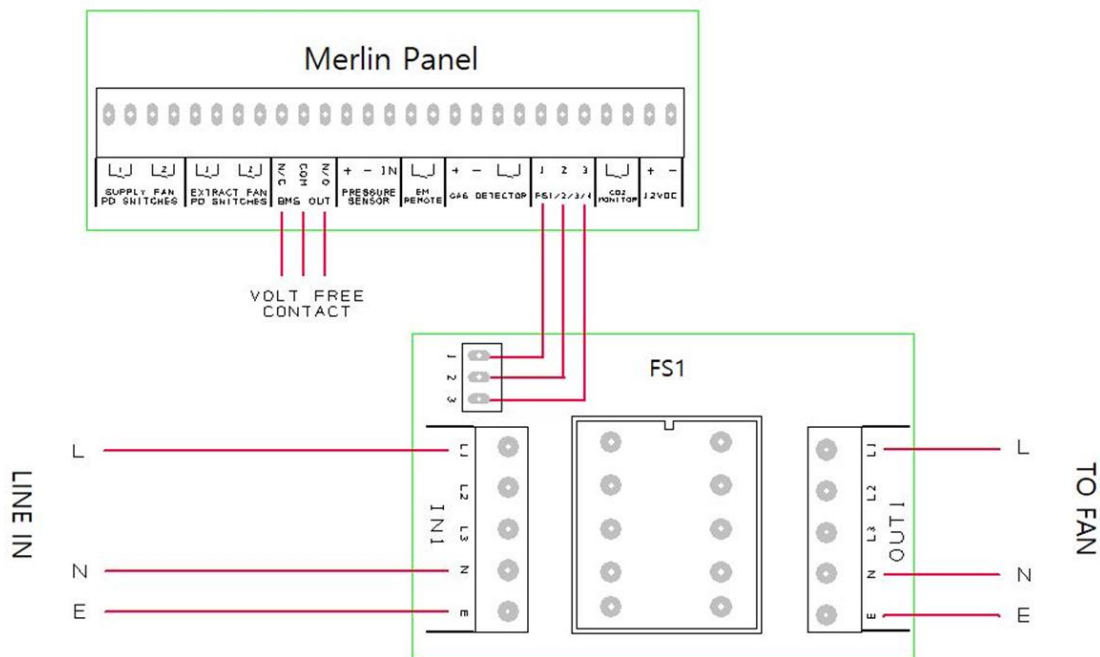 Merlin Panel
1 2 1 2 N/C COM N/O + - IN + - 1 2 3 + -
SUPPLY FAN EXTRACT FAN BMS OUT PRESSURE EM GAS DETECTOR FS1/2/3/4 CO2 12VDC
PD SWITCHES PD SWITCHES SENSOR REMOTE MONITOR
VOLT FREE
CONTACT
1
2
3
FS1
LINE IN
L
N
E
L1
L2
L3
N
E
IN1
L1
L2
L3
N
E
OUT1
L
N
E
TO FAN